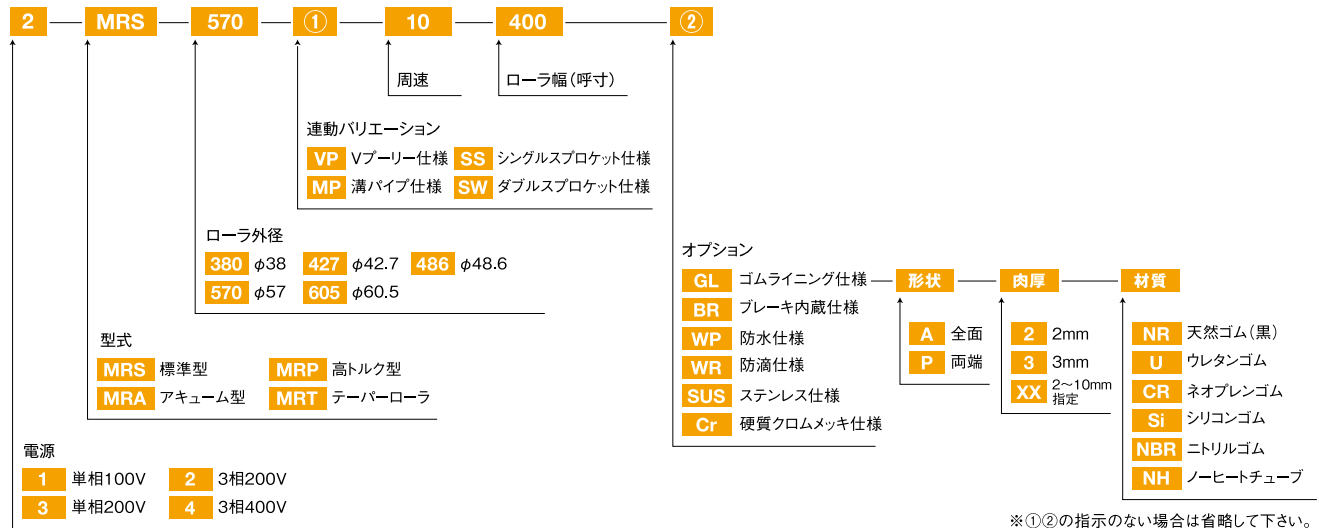 2 MRS 570 ① 10 400 ②
周速
ローラ幅(呼寸)
連動バリエーション
VP Vプーリー仕様 SS シングルスプロケット仕様
MP 溝パイプ仕様 SW ダブルスプロケット仕様
ローラ外径
380 φ38 427 φ42.7 486 φ48.6
570 φ57 605 φ60.5
型式
MRS 標準型 MRP 高トルク型
MRA アキューム型 MRT テーパーローラ
電源
1 単相100V 2 3相200V
3 単相200V 4 3相400V
オプション
GL ゴムライニング仕様 形状 肉厚 材質
BR ブレーキ内蔵仕様
WP 防水仕様
WR 防滴仕様
SUS ステンレス仕様
Cr 硬質クロムメッキ仕様
A 全面
P 両端
2 2mm
3 3mm
XX 2〜10mm
指定
NR 天然ゴム(黒)
U ウレタンゴム
CR ネオプレンゴム
Si シリコンゴム
NBR ニトリルゴム
NH ノーヒートチューブ
※①②の指示のない場合は省略して下さい。